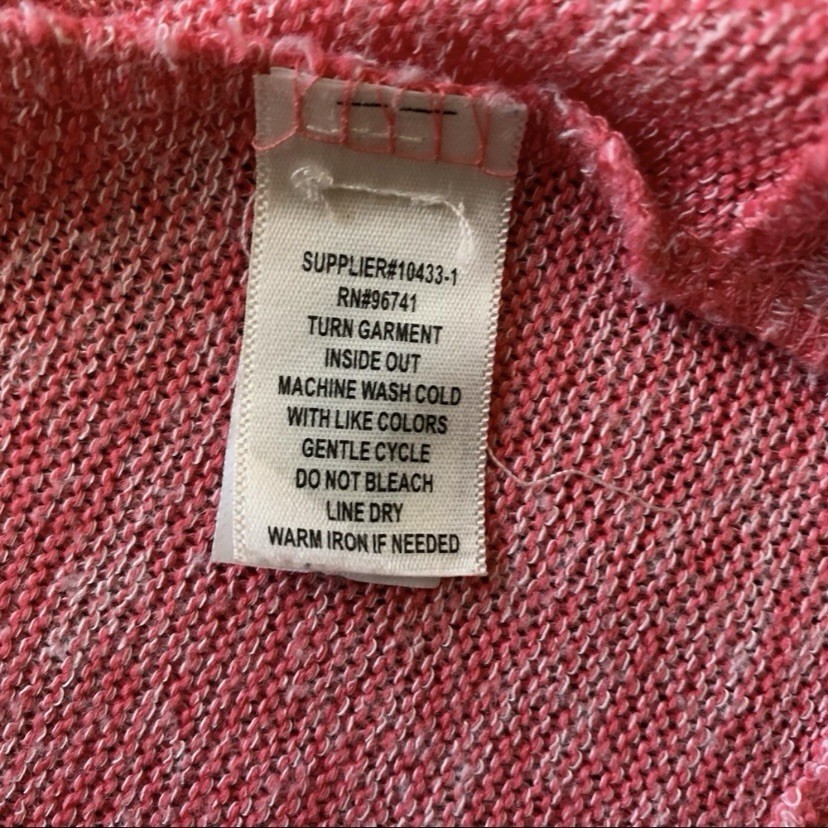 SUPPLIER#10433-1
RN#96741
TURN GARMENT
INSIDE OUT
MACHINE WASH COLD
WITH LIKE COLORS
GENTLE CYCLE
DO NOT BLEACH
LINE DRY
WARM IRON IF NEEDED